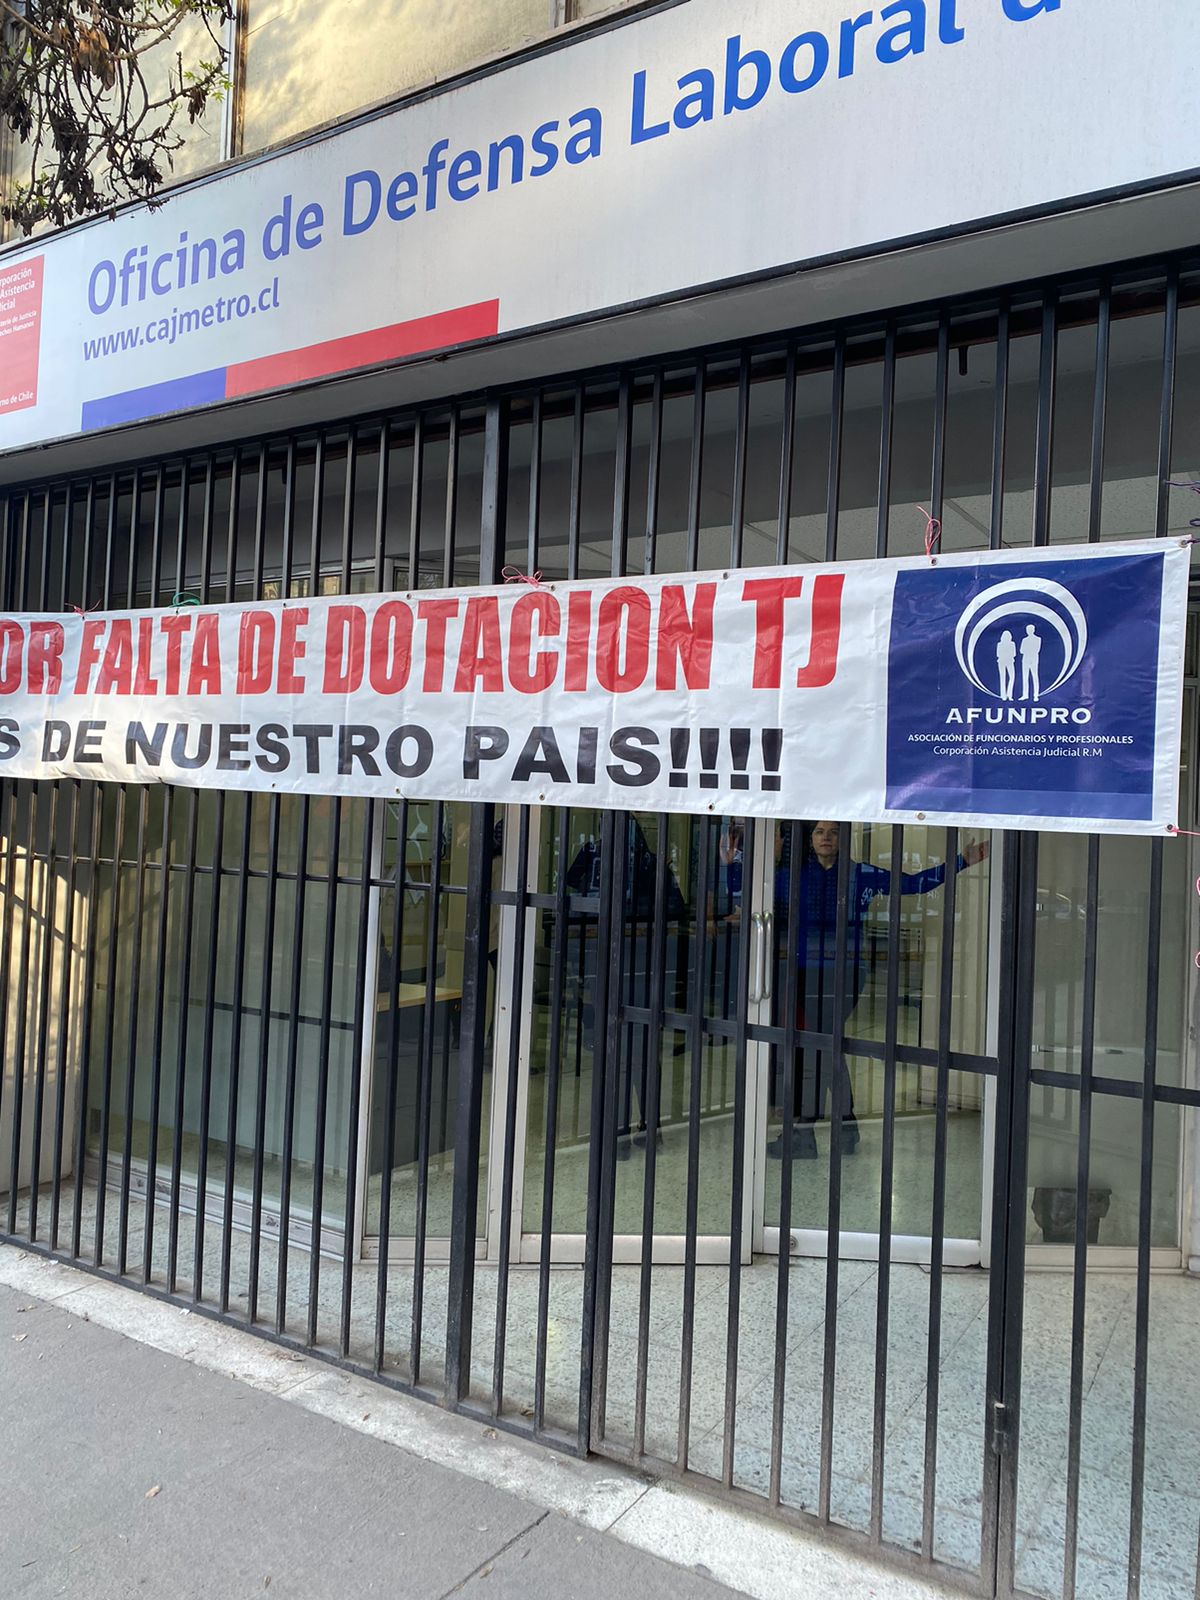 Oficina de Defensa Laboral
www.cajmetro.cl
FALTA DE DOTACION TJ
DE NUESTRO PAIS!!!!
AFUNPRO
ASOCIACIÓN DE FUNCIONARIOS Y PROFESIONALES
Corporación Asistencia Judicial R.M